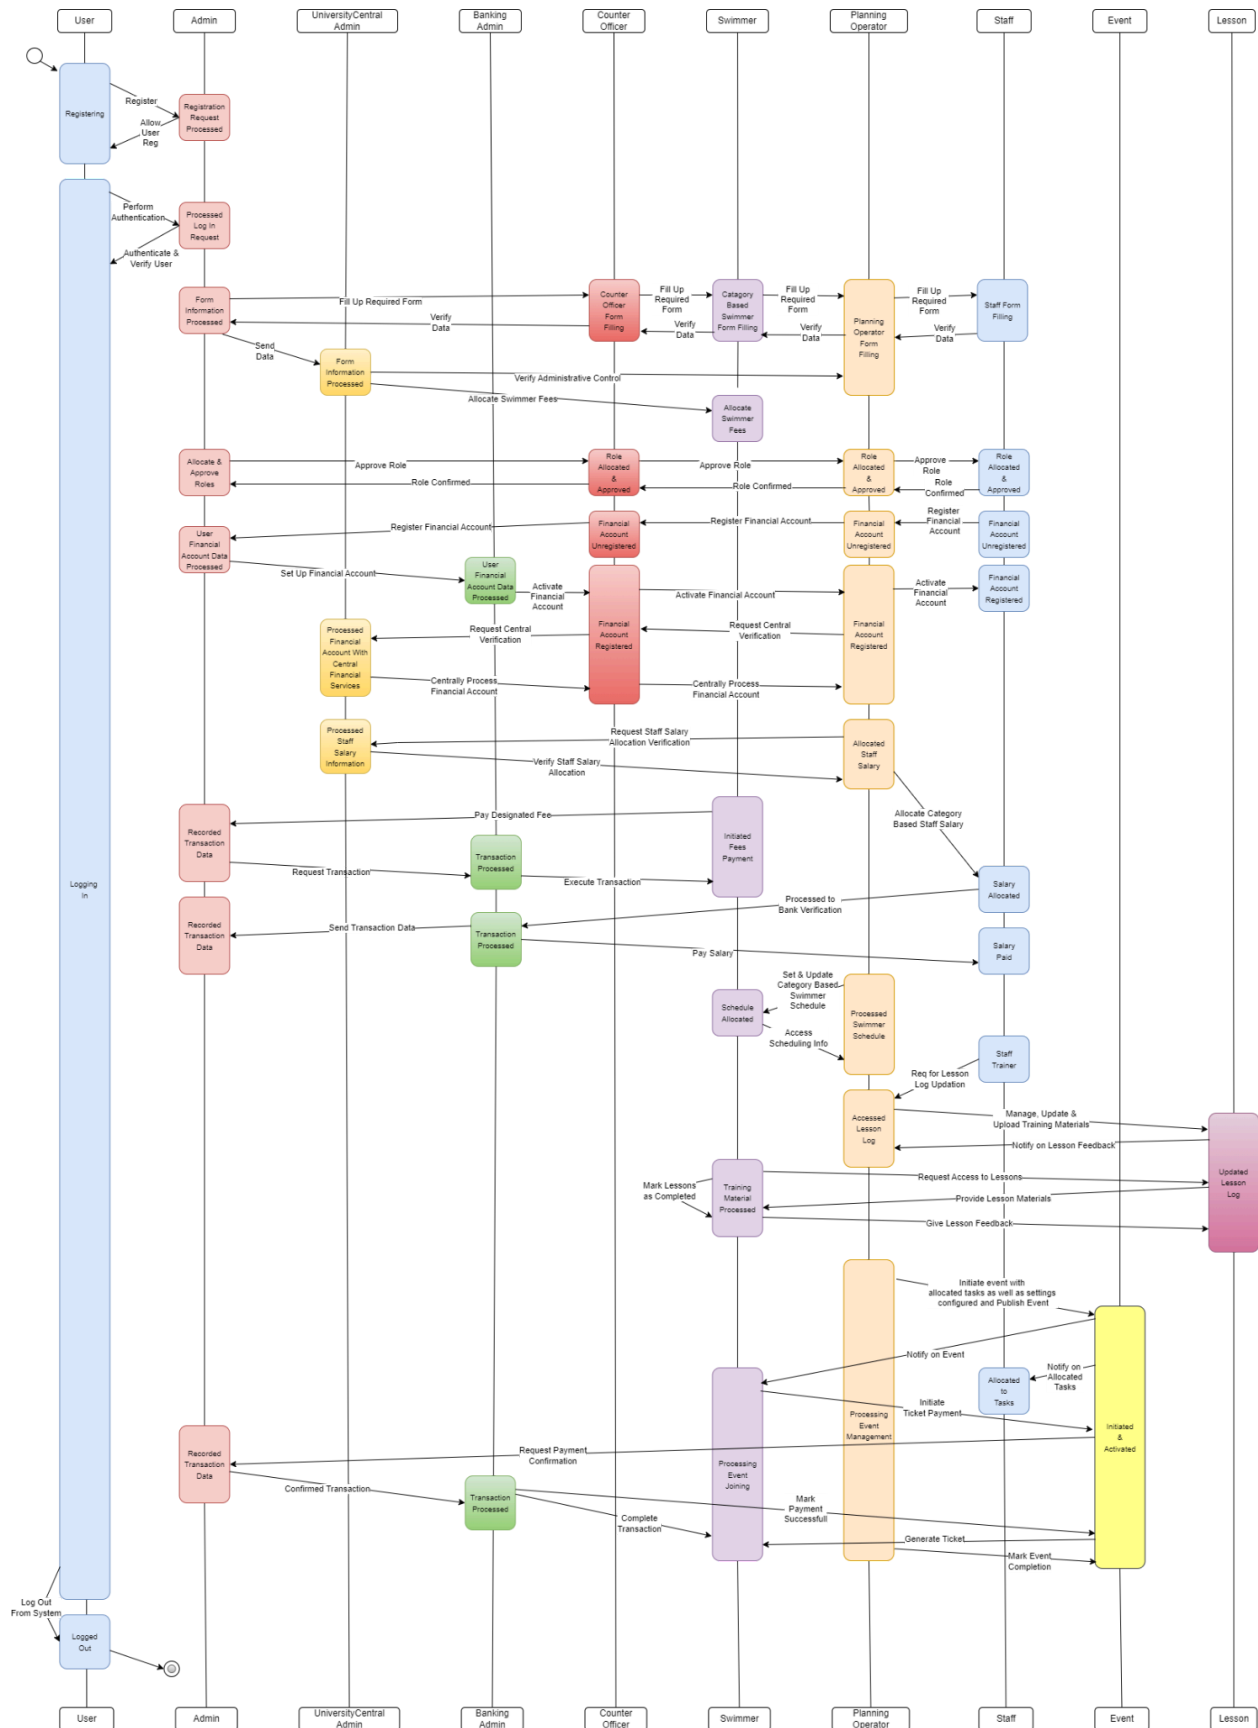 User
Admin
UniversityCentral
Admin
Banking
Admin
Counter
Officer
Swimmer
Planning
Operator
Staff
Event
Lesson
Registering
Register
Registration
Request
Processed
Allow
User
Reg
Perform
Authentication
Processed
Log In
Request
Authenticate &
Verify User
Form
Information
Processed
Fill Up Required Form
Counter
Officer
Form
Filling
Fill Up
Required
Form
Catagory
Based
Swimmer
Form Filling
Fill Up
Required
Form
Planning
Operator
Form
Filling
Fill Up
Required
Form
Staff Form
Filling
Verify
Data
Verify
Data
Verify
Data
Verify
Data
Send
Data
Form
Information
Processed
Verify Administrative Control
Allocate Swimmer Fees
Allocate
Swimmer
Fees
Allocate &
Approve
Roles
Approve Role
Role
Allocated
&
Approved
Approve Role
Role
Allocated
&
Approved
Approve
Role
Role
Allocated
&
Approved
Role Confirmed
Role Confirmed
Role
Confirmed
User
Financial
Account Data
Processed
Register Financial Account
Financial
Account
Unregistered
Register Financial Account
Financial
Account
Unregistered
Register
Financial
Account
Financial
Account
Unregistered
Set Up Financial Account
User
Financial
Account Data
Processed
Activate
Financial
Account
Financial
Account
Registered
Activate Financial Account
Financial
Account
Registered
Activate
Financial
Account
Financial
Account
Registered
Processed
Financial
Account With
Central
Financial
Services
Request Central
Verification
Request Central
Verification
Centrally Process
Financial Account
Centrally Process
Financial Account
Processed
Staff
Salary
Information
Request Staff Salary
Allocation Verification
Verify Staff Salary
Allocation
Allocated
Staff
Salary
Allocate Category
Based Staff Salary
Recorded
Transaction
Data
Pay Designated Fee
Initiated
Fees
Payment
Request Transaction
Transaction
Processed
Execute Transaction
Logging
in
Salary
Allocated
Processed to
Bank Verification
Recorded
Transaction
Data
Send Transaction Data
Transaction
Processed
Pay Salary
Salary
Paid
Set & Update
Category Based
Swimmer
Schedule
Schedule
Allocated
Processed
Swimmer
Schedule
Access
Scheduling Info
Staff
Trainer
Req for Lesson
Log Updation
Accessed
Lesson
Log
Manage, Update &
Upload Training Materials
Notify on Lesson Feedback
Updated
Lesson
Log
Mark Lessons
as Completed
Training
Material
Processed
Request Access to Lessons
Provide Lesson Materials
Give Lesson Feedback
Initiate event with
allocated tasks as well as settings
configured and Publish Event
Notify on Event
Notify on
Allocated
Tasks
Allocated
to
Tasks
Initiate
Ticket Payment
Processing
Event
Management
Initiated
&
Activated
Recorded
Transaction
Data
Request Payment
Confirmation
Processing
Event
Joining
Confirmed Transaction
Transaction
Processed
Complete
Transaction
Mark
Payment
Successfull
Generate Ticket
Mark Event
Completion
Log Out
From System
Logged
Out
User
Admin
UniversityCentral
Admin
Banking
Admin
Counter
Officer
Swimmer
Planning
Operator
Staff
Event
Lesson